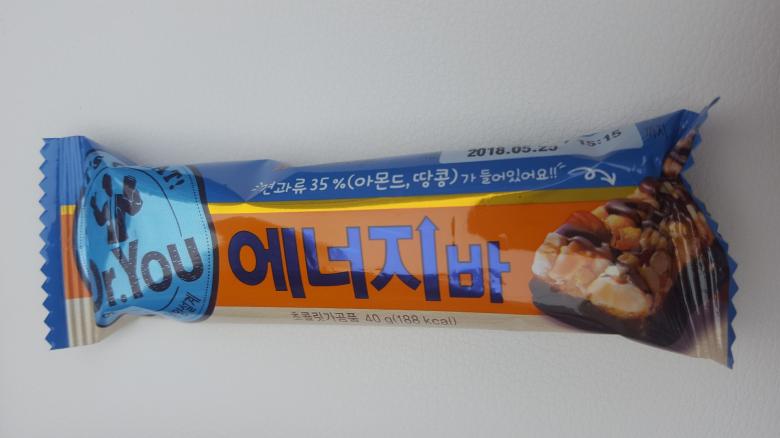 2018.05.25
15:15
견과류 35%(아몬드, 땅콩)가 들어있어요!!
Dr.You
에너지바
초콜릿가공품 40 g(188 kcal)